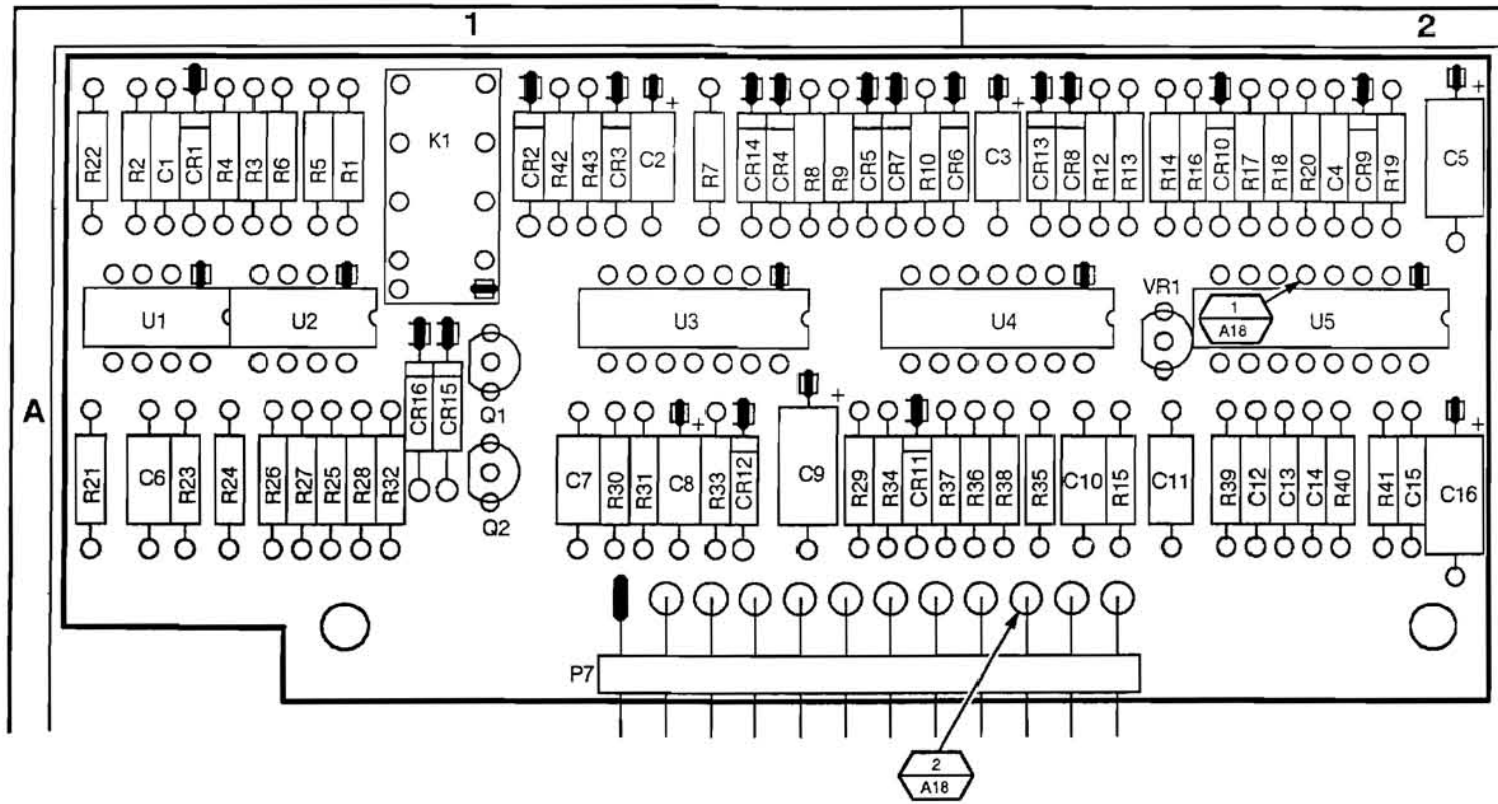 1 2
A
R22 R2 C1 CR1 R4 R3 R6 R5 R1 K1 CR2 R42 R43 CR3 C2 + R7 CR14 CR4 R8 R9 CR5 CR7 R10 CR6 C3 + CR13 CR8 R12 R13 R14 R16 CR10 R17 R18 R20 C4 CR9 R19 C5 +
U1 U2 U3 U4 VR1 1 U5
A18
CR16 CR15 Q1
R21 C6 R23 R24 R26 R27 R25 R28 R32 Q2 C7 R30 R31 C8 + R33 CR12 C9 + R29 R34 CR11 R37 R36 R38 R35 C10 R15 C11 R39 C12 C13 C14 R40 R41 C15 C16 +
P7
2
A18